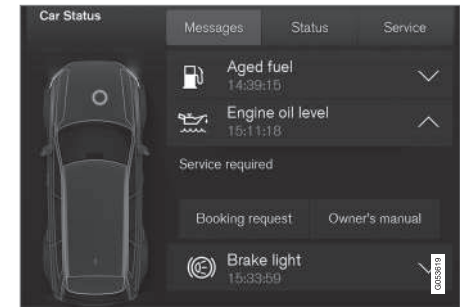 Car Status
Messages Status Service
Aged fuel
14:39:15
Engine oil level
15:11:18
Service required
Booking request Owner's manual
Brake light
15:33:59
G053619